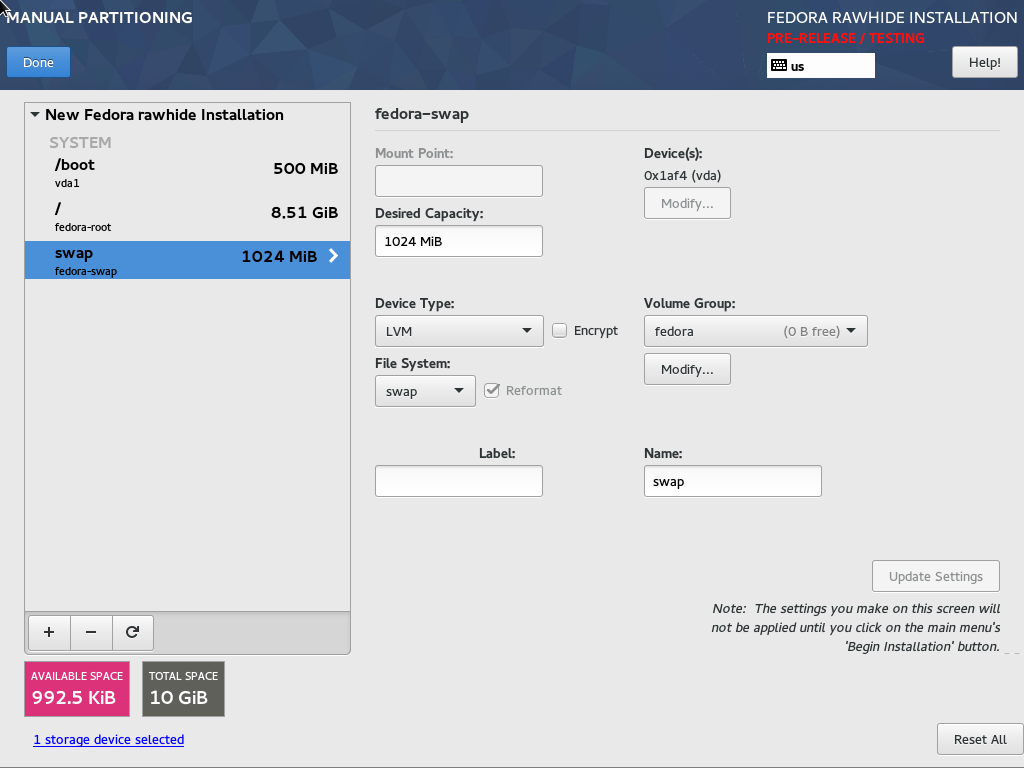 MANUAL PARTITIONING
FEDORA RAWHIDE INSTALLATION
PRE-RELEASE / TESTING
Done
us
Help!
New Fedora rawhide Installation
SYSTEM
/boot
500 MiB
vda1
/
8.51 GiB
fedora-root
swap
1024 MiB
fedora-swap
+
−
AVAILABLE SPACE
992.5 KiB
TOTAL SPACE
10 GiB
1 storage device selected
fedora-swap
Mount Point:
Device(s):
0x1af4 (vda)
Modify...
Desired Capacity:
1024 MiB
Device Type:
Volume Group:
LVM
Encrypt
fedora (0 B free)
File System:
Modify...
swap
Reformat
Label:
Name:
swap
Update Settings
Note: The settings you make on this screen will
not be applied until you click on the main menu's
'Begin Installation' button.
Reset All